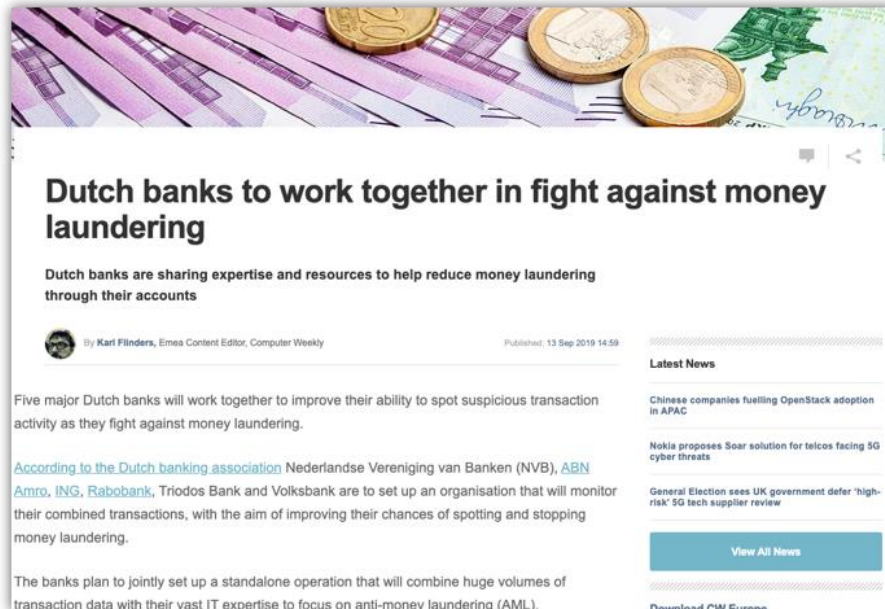 Dutch banks to work together in fight against money
laundering
Dutch banks are sharing expertise and resources to help reduce money laundering
through their accounts
By Karl Flinders, Emea Content Editor, Computer Weekly
Published: 13 Sep 2019 14:59
Five major Dutch banks will work together to improve their ability to spot suspicious transaction
activity as they fight against money laundering.
According to the Dutch banking association Nederlandse Vereniging van Banken (NVB), ABN
Amro, ING, Rabobank, Triodos Bank and Volksbank are to set up an organisation that will monitor
their combined transactions, with the aim of improving their chances of spotting and stopping
money laundering.
The banks plan to jointly set up a standalone operation that will combine huge volumes of
transaction data with their vast IT expertise to focus on anti-money laundering (AML).
Latest News
Chinese companies fuelling OpenStack adoption
in APAC
Nokia proposes Soar solution for telcos facing 5G
cyber threats
General Election sees UK government defer 'high-
risk' 5G tech supplier review
View All News
Download CW Europe